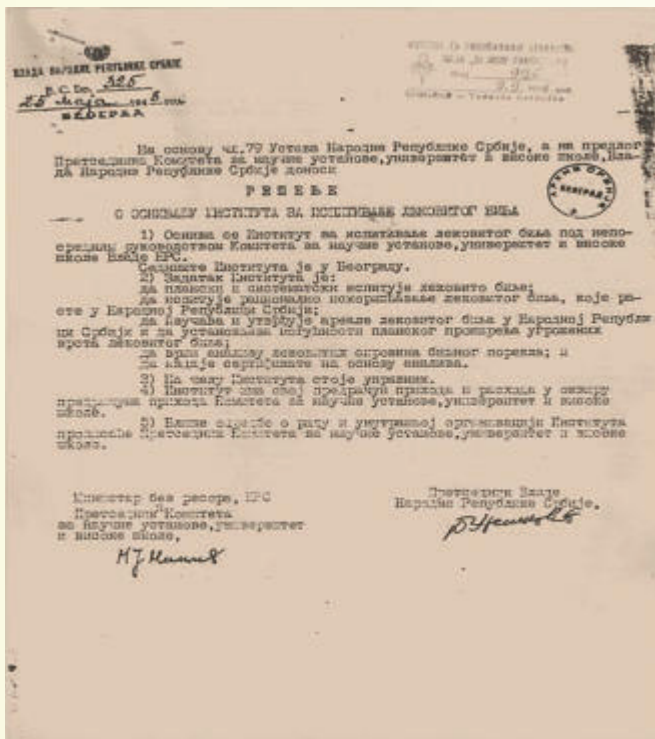 ВЛАДА НАРОДНЕ РЕПУБЛИКЕ СРБИЈЕ
В.С.Бр. 325
25 маја 194 год.
БЕОГРАД
На основу чл.79 Устава Народне Републике Србије, а на предлог
Претседника Комитета за научне установе,универзитет и високе школе,Вла-
да Народне Републике Србије доноси
РЕШЕЊЕ
АРХИВ СРБИЈЕ БЕОГРАД
О ОСНИВАЊУ ИНСТИТУТА ЗА ИСПИТИВАЊЕ ЛЕКОВИТОГ БИЉА
1) Оснива се Институт за испитивање лековитог биља под непо-
средним руководством Комитета за научне установе,универзитет и високе
школе Владе НРС.
Седиште Института је у Београду.
2) Задатак Института је:
да плански и систематски испитује лековито биље;
да испитује рационално искоришћавање лековитог биља, које ра-
сте у Народној Републици Србији;
да изучава и утврђује ареале лековитог биља у Народној Републи
ци Србији и да установљава могућности планског проширења угрожених
врста лековитог биља;
да врши анализу лековитих сировина биљног порекла; и
да издаје сертификате на основу анализа.
3) На челу Института стоје управник.
4) Институт има свој предрачун прихода и расхода у оквиру
предрачуна прихода Комитета за научне установе,универзитет и високе
школе.
5) Ближе одредбе о раду и унутрашњој организацији Института
прописаће Претседник Комитета за научне установе,универзитет и високе
школе.
Министар без ресора, НРС
Претседник Комитета
за научне установе,универзитет
и високе школе,
Претседник Владе
Народне Републике Србије,